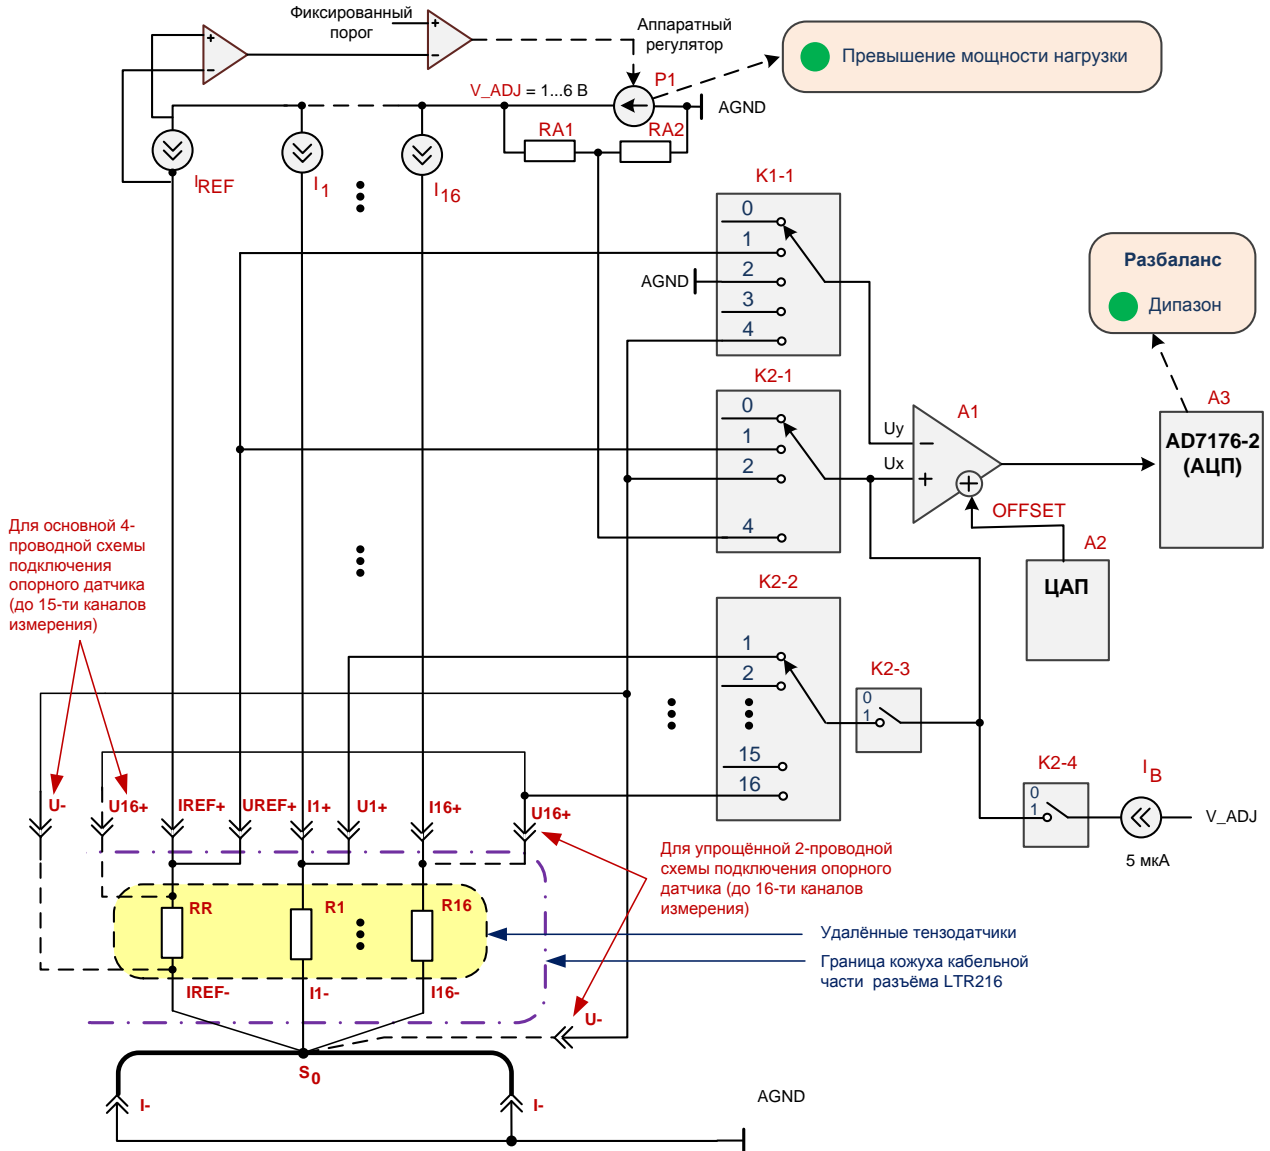 Фиксированный
порог
Аппаратный
регулятор
Превышение мощности нагрузки
P1
V_ADJ = 1...6 В
AGND
RA1
RA2
IREF
I1
I16
K1-1
0
1
AGND
2
3
4
Разбаланс
Дипазон
K2-1
0
1
2
4
Uy
Ux
A1
A3
AD7176-2
(АЦП)
OFFSET
A2
ЦАП
Для основной 4-
проводной схемы
подключения
опорного датчика
(до 15-ти каналов
измерения)
K2-2
1
2
15
16
K2-3
0
1
K2-4
0
1
IB
V_ADJ
5 мкА
U-
U16+
IREF+
UREF+
I1+
U1+
I16+
U16+
Для упрощённой 2-проводной
схемы подключения опорного
датчика (до 16-ти каналов
измерения)
RR
R1
R16
Удалённые тензодатчики
Граница кожуха кабельной
части разъёма LTR216
IREF-
I1-
I16-
U-
S0
I-
I-
AGND